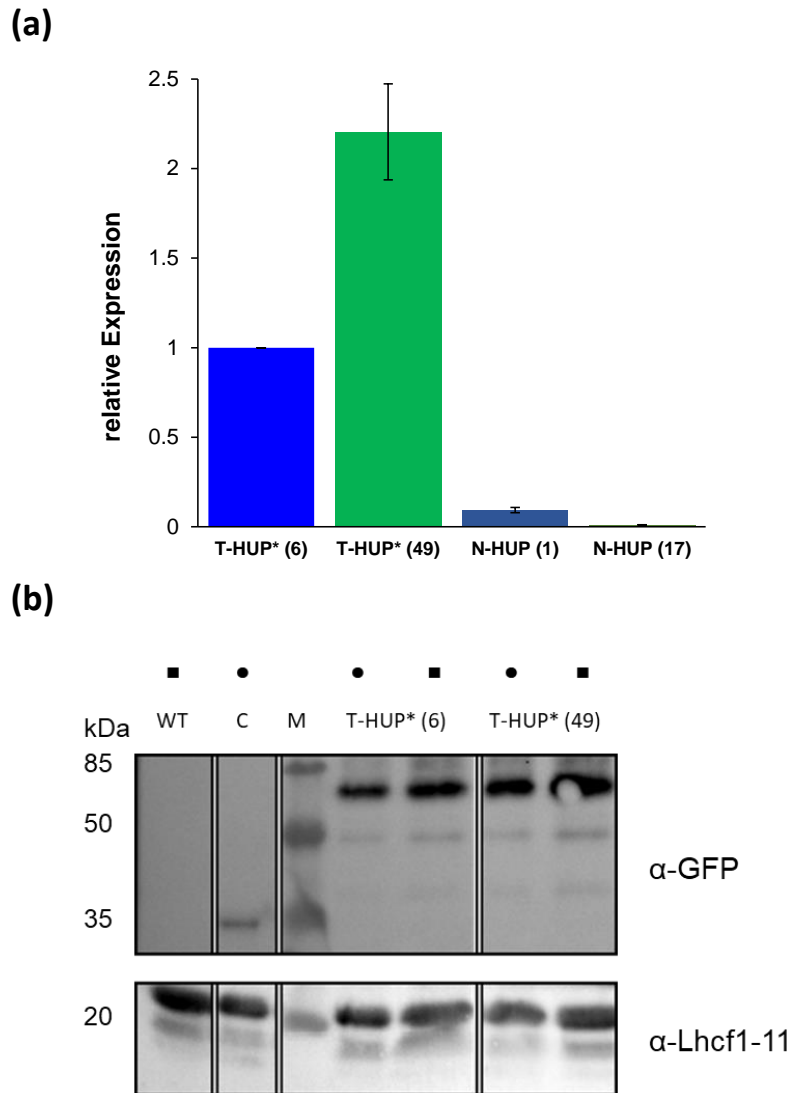 (a)
2.5
2
1.5
1
0.5
0
relative Expression
T-HUP* (6) T-HUP* (49) N-HUP (1) N-HUP (17)
(b)
kDa WT C M T-HUP* (6) T-HUP* (49)
85
50
35
α-GFP
20
α-Lhcf1-11